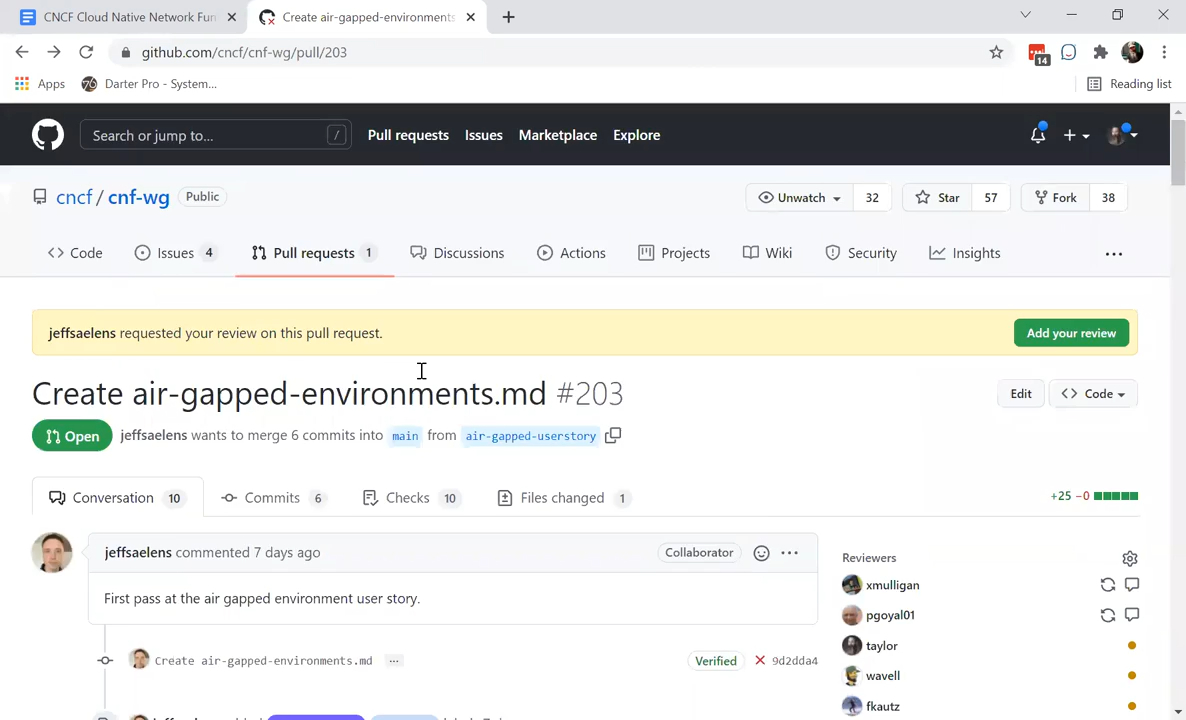 CNCF Cloud Native Network Fun
Create air-gapped-environments
github.com/cncf/cnf-wg/pull/203
14
Apps
Darter Pro - System...
Reading list
Search or jump to...
/
Pull requests
Issues
Marketplace
Explore
cncf / cnf-wg
Public
Unwatch
32
Star
57
Fork
38
Code
Issues 4
Pull requests 1
Discussions
Actions
Projects
Wiki
Security
Insights
jeffsaelens requested your review on this pull request.
Add your review
Create air-gapped-environments.md #203
Edit
Code
Open
jeffsaelens wants to merge 6 commits into main from air-gapped-userstory
Conversation 10
Commits 6
Checks 10
Files changed 1
+25 −0
jeffsaelens commented 7 days ago
Collaborator
First pass at the air gapped environment user story.
Create air-gapped-environments.md
Verified
9d2dda4
Reviewers
xmulligan
pgoyal01
taylor
wavell
fkautz